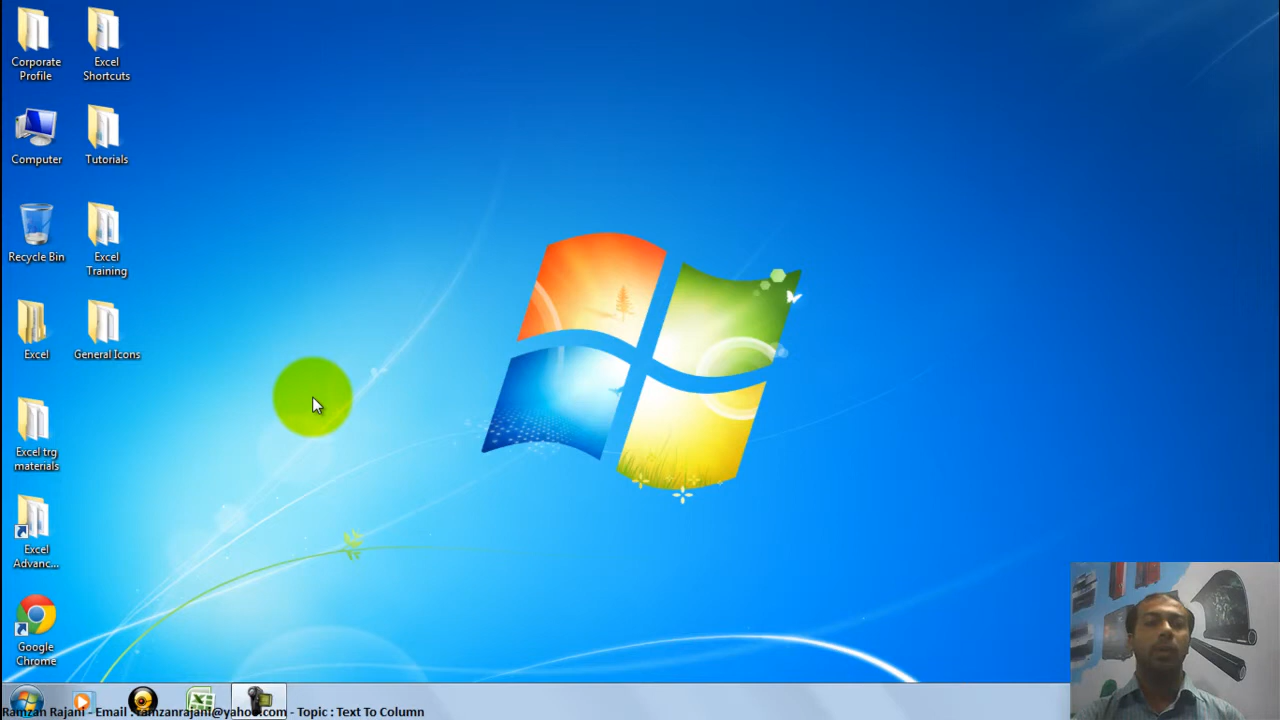 Corporate
Profile
Excel
Shortcuts
Computer
Tutorials
Recycle Bin
Excel
Training
Excel
General Icons
Excel trg
materials
Excel
Advanc...
Google
Chrome
Ramzan Rajani - Email : ramzanrajani@yahoo.com - Topic : Text To Column